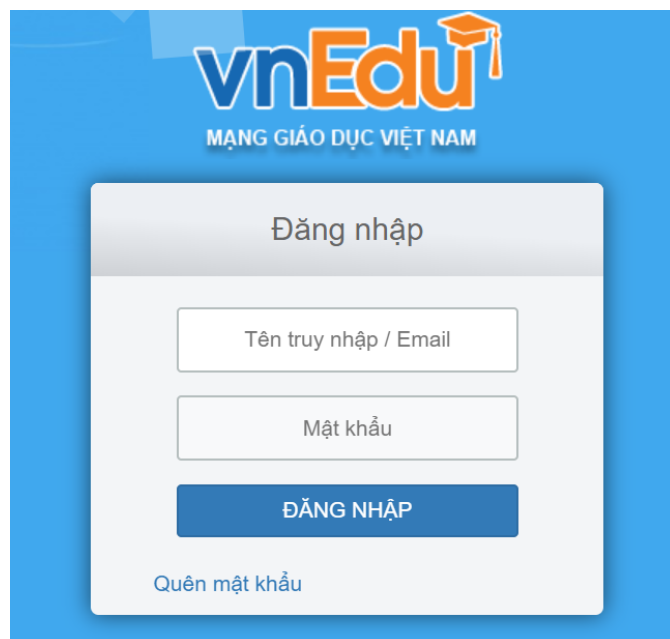 vnEdu
MẠNG GIÁO DỤC VIỆT NAM
Đăng nhập
Tên truy nhập / Email
Mật khẩu
ĐĂNG NHẬP
Quên mật khẩu